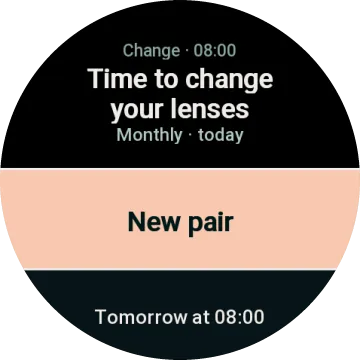 Change · 08:00
Time to change
your lenses
Monthly · today
New pair
Tomorrow at 08:00